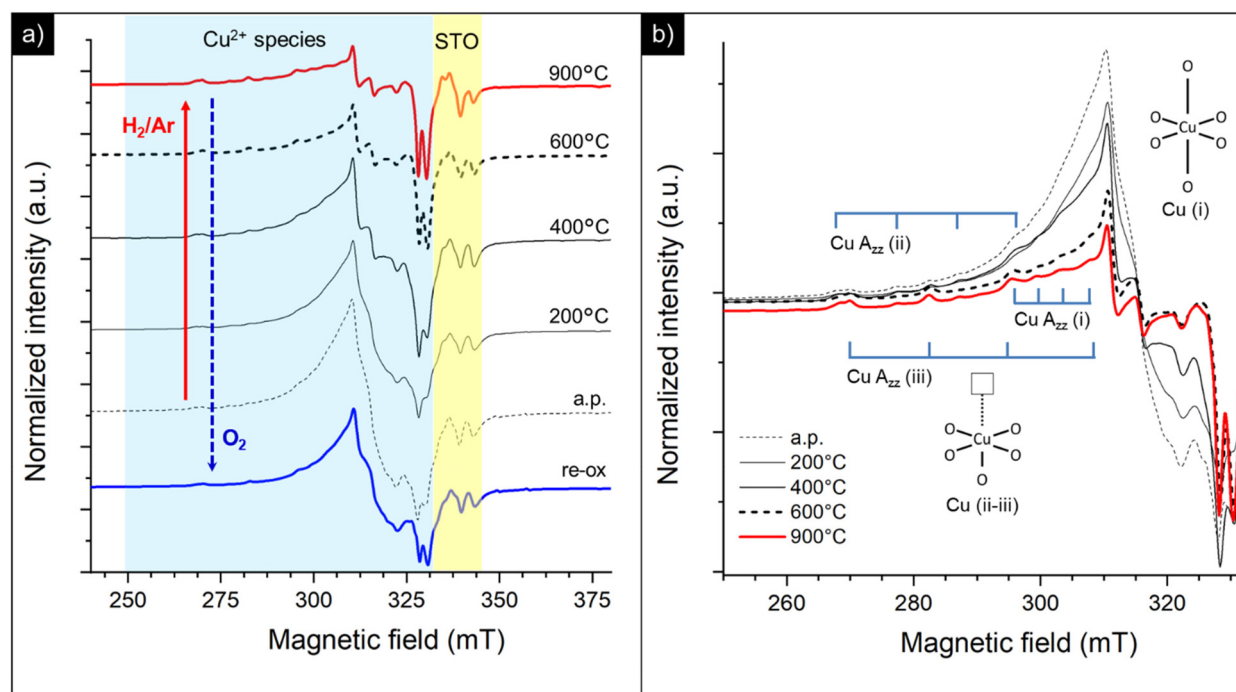 a)
Cu²⁺ species
STO
900°C
H₂/Ar
600°C
400°C
200°C
a.p.
O₂
re-ox
Normalized intensity (a.u.)
250 275 300 325 350 375
Magnetic field (mT)
b)
O
O O
Cu
O O
O
Cu (i)
Cu A_zz (ii)
Cu A_zz (i)
Cu A_zz (iii)
O Cu O
O O
O
Cu (ii-iii)
a.p.
200°C
400°C
600°C
900°C
Normalized intensity (a.u.)
260 280 300 320
Magnetic field (mT)